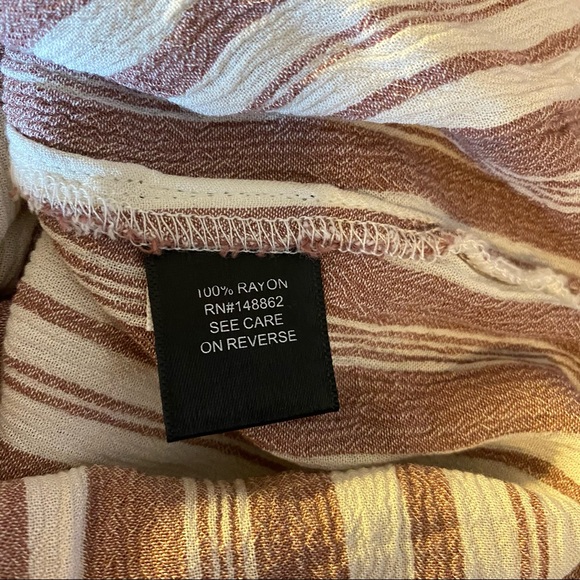 100% RAYON
RN#148862
SEE CARE
ON REVERSE